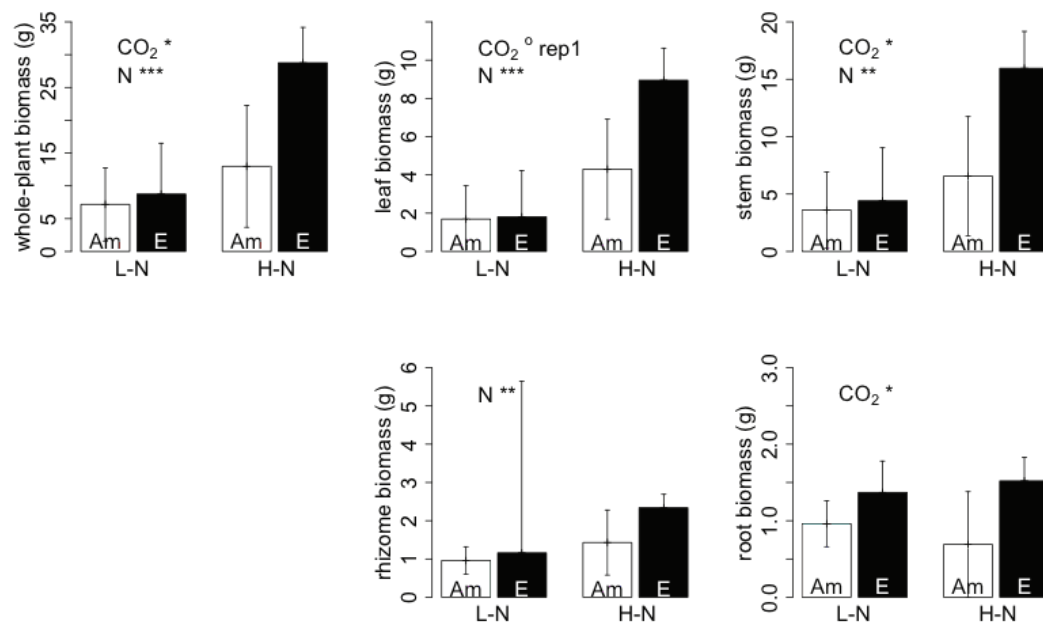 whole-plant biomass (g)
0
5
15
25
35
CO₂ *
N ***
Am
E
Am
E
L-N
H-N
leaf biomass (g)
0
2
4
6
8
10
CO₂ ° rep1
N ***
Am
E
Am
E
L-N
H-N
stem biomass (g)
0
5
10
15
20
CO₂ *
N **
Am
E
Am
E
L-N
H-N
rhizome biomass (g)
0
1
2
3
4
5
6
N **
Am
E
Am
E
L-N
H-N
root biomass (g)
0.0
1.0
2.0
3.0
CO₂ *
Am
E
Am
E
L-N
H-N